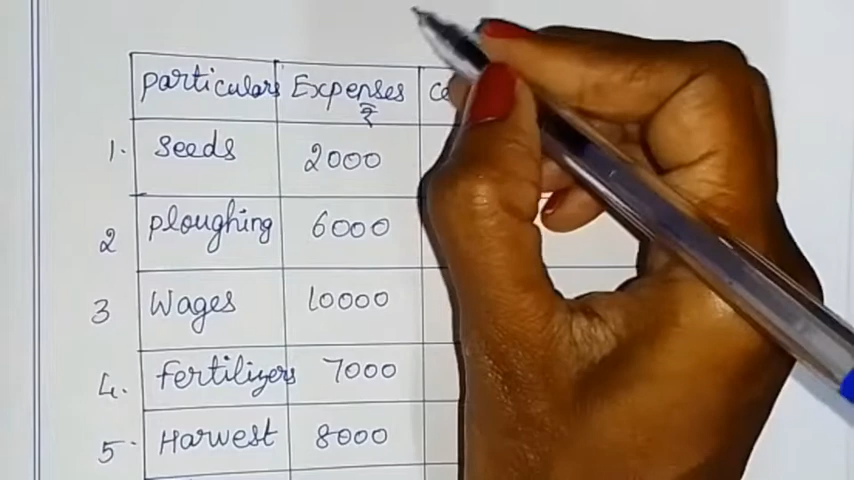 Particulars Expenses ₹
1. Seeds 2000
2 Ploughing 6000
3 Wages 10000
4. Fertilizers 7000
5. Harvest 8000